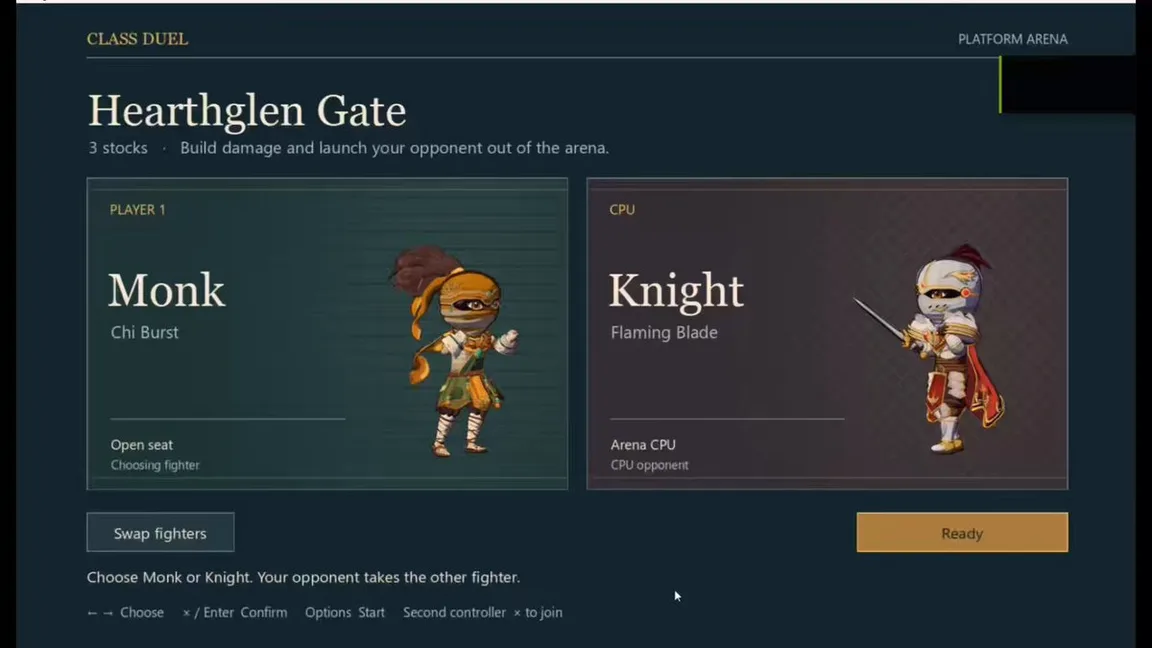 CLASS DUEL
PLATFORM ARENA
Hearthglen Gate
3 stocks · Build damage and launch your opponent out of the arena.
PLAYER 1
Monk
Chi Burst
Open seat
Choosing fighter
CPU
Knight
Flaming Blade
Arena CPU
CPU opponent
Swap fighters
Ready
Choose Monk or Knight. Your opponent takes the other fighter.
← → Choose × / Enter Confirm Options Start Second controller × to join